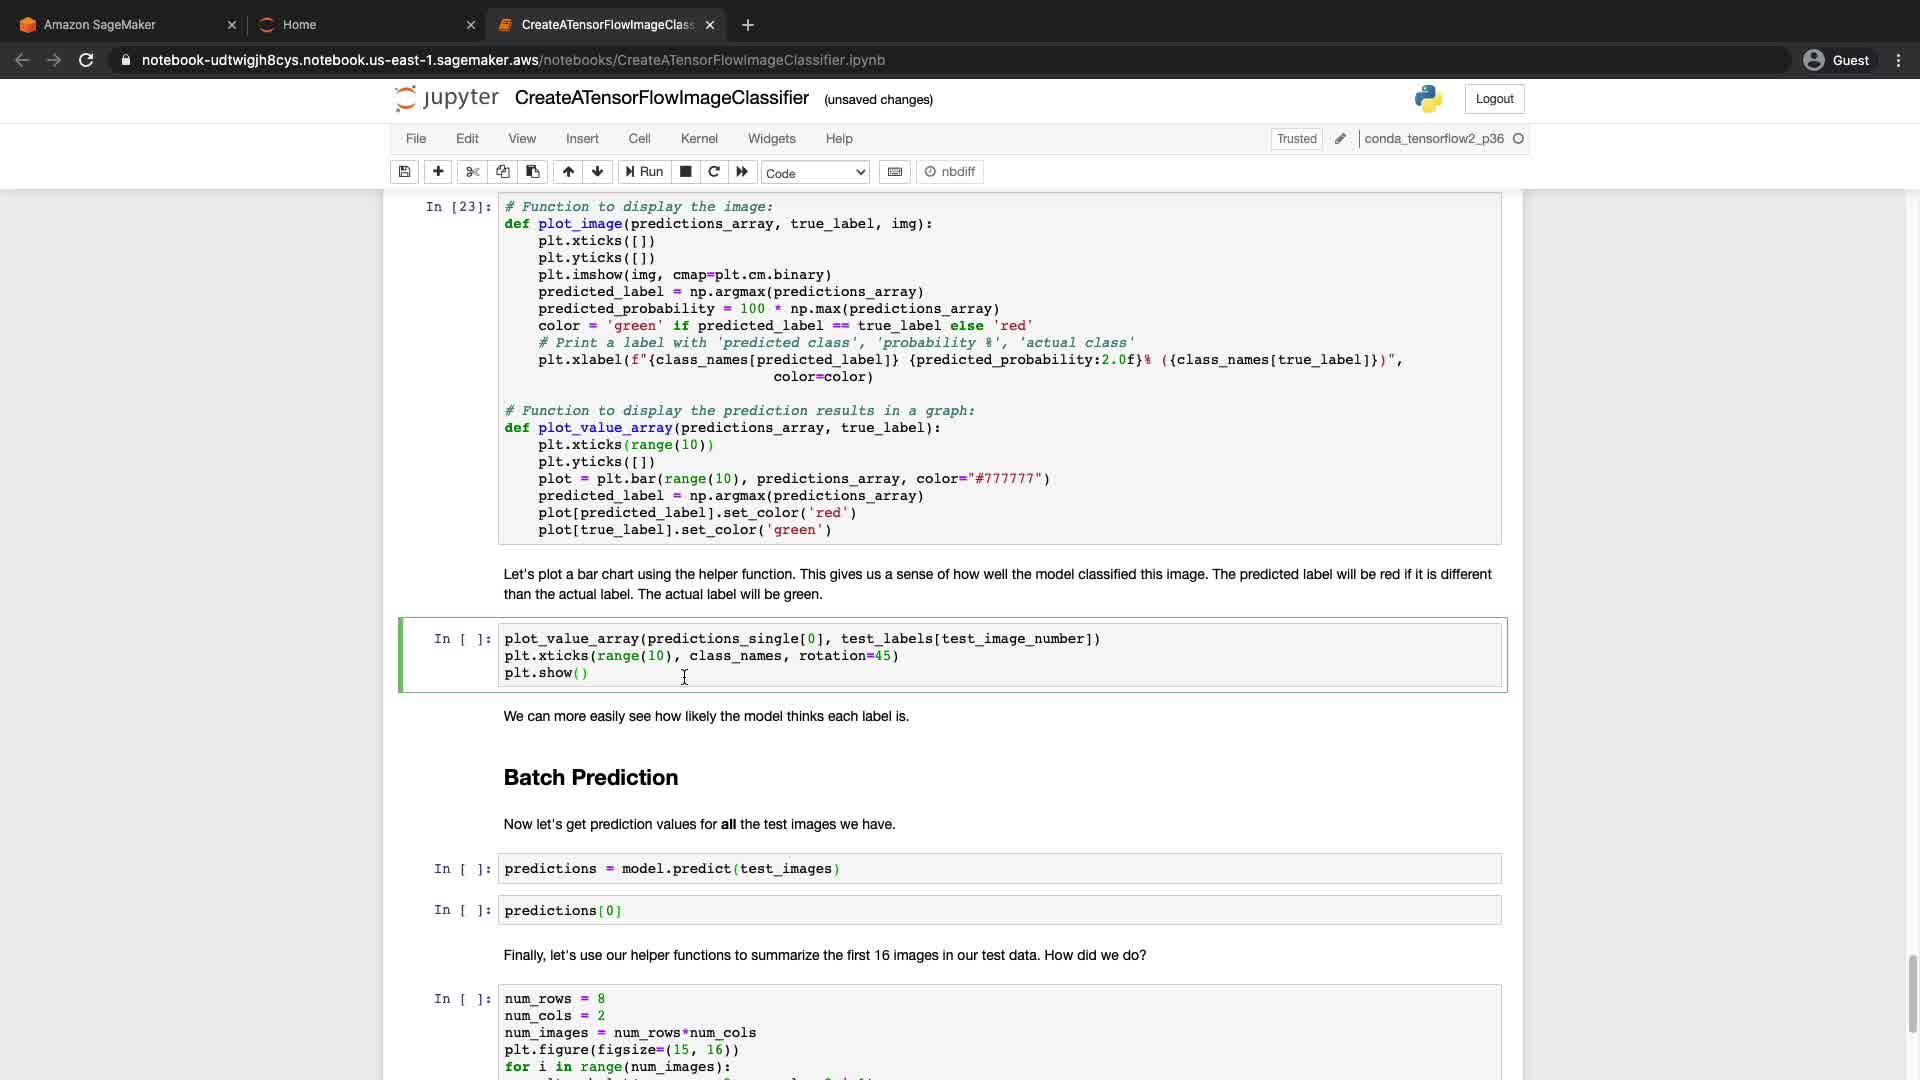 Amazon SageMaker
Home
CreateATensorFlowImageClass
notebook-udtwigjh8cys.notebook.us-east-1.sagemaker.aws/notebooks/CreateATensorFlowImageClassifier.ipynb
Guest
jupyter CreateATensorFlowImageClassifier (unsaved changes)
Logout
File Edit View Insert Cell Kernel Widgets Help
Trusted conda_tensorflow2_p36
Run Code nbdiff
In [23]: # Function to display the image:
def plot_image(predictions_array, true_label, img):
plt.xticks([])
plt.yticks([])
plt.imshow(img, cmap=plt.cm.binary)
predicted_label = np.argmax(predictions_array)
predicted_probability = 100 * np.max(predictions_array)
color = 'green' if predicted_label == true_label else 'red'
# Print a label with 'predicted class', 'probability %', 'actual class'
plt.xlabel(f"{class_names[predicted_label]} {predicted_probability:2.0f}% ({class_names[true_label]})",
color=color)
# Function to display the prediction results in a graph:
def plot_value_array(predictions_array, true_label):
plt.xticks(range(10))
plt.yticks([])
plot = plt.bar(range(10), predictions_array, color="#777777")
predicted_label = np.argmax(predictions_array)
plot[predicted_label].set_color('red')
plot[true_label].set_color('green')
Let's plot a bar chart using the helper function. This gives us a sense of how well the model classified this image. The predicted label will be red if it is different
than the actual label. The actual label will be green.
In [ ]: plot_value_array(predictions_single[0], test_labels[test_image_number])
plt.xticks(range(10), class_names, rotation=45)
plt.show()
We can more easily see how likely the model thinks each label is.
Batch Prediction
Now let's get prediction values for all the test images we have.
In [ ]: predictions = model.predict(test_images)
In [ ]: predictions[0]
Finally, let's use our helper functions to summarize the first 16 images in our test data. How did we do?
In [ ]: num_rows = 8
num_cols = 2
num_images = num_rows*num_cols
plt.figure(figsize=(15, 16))
for i in range(num_images):